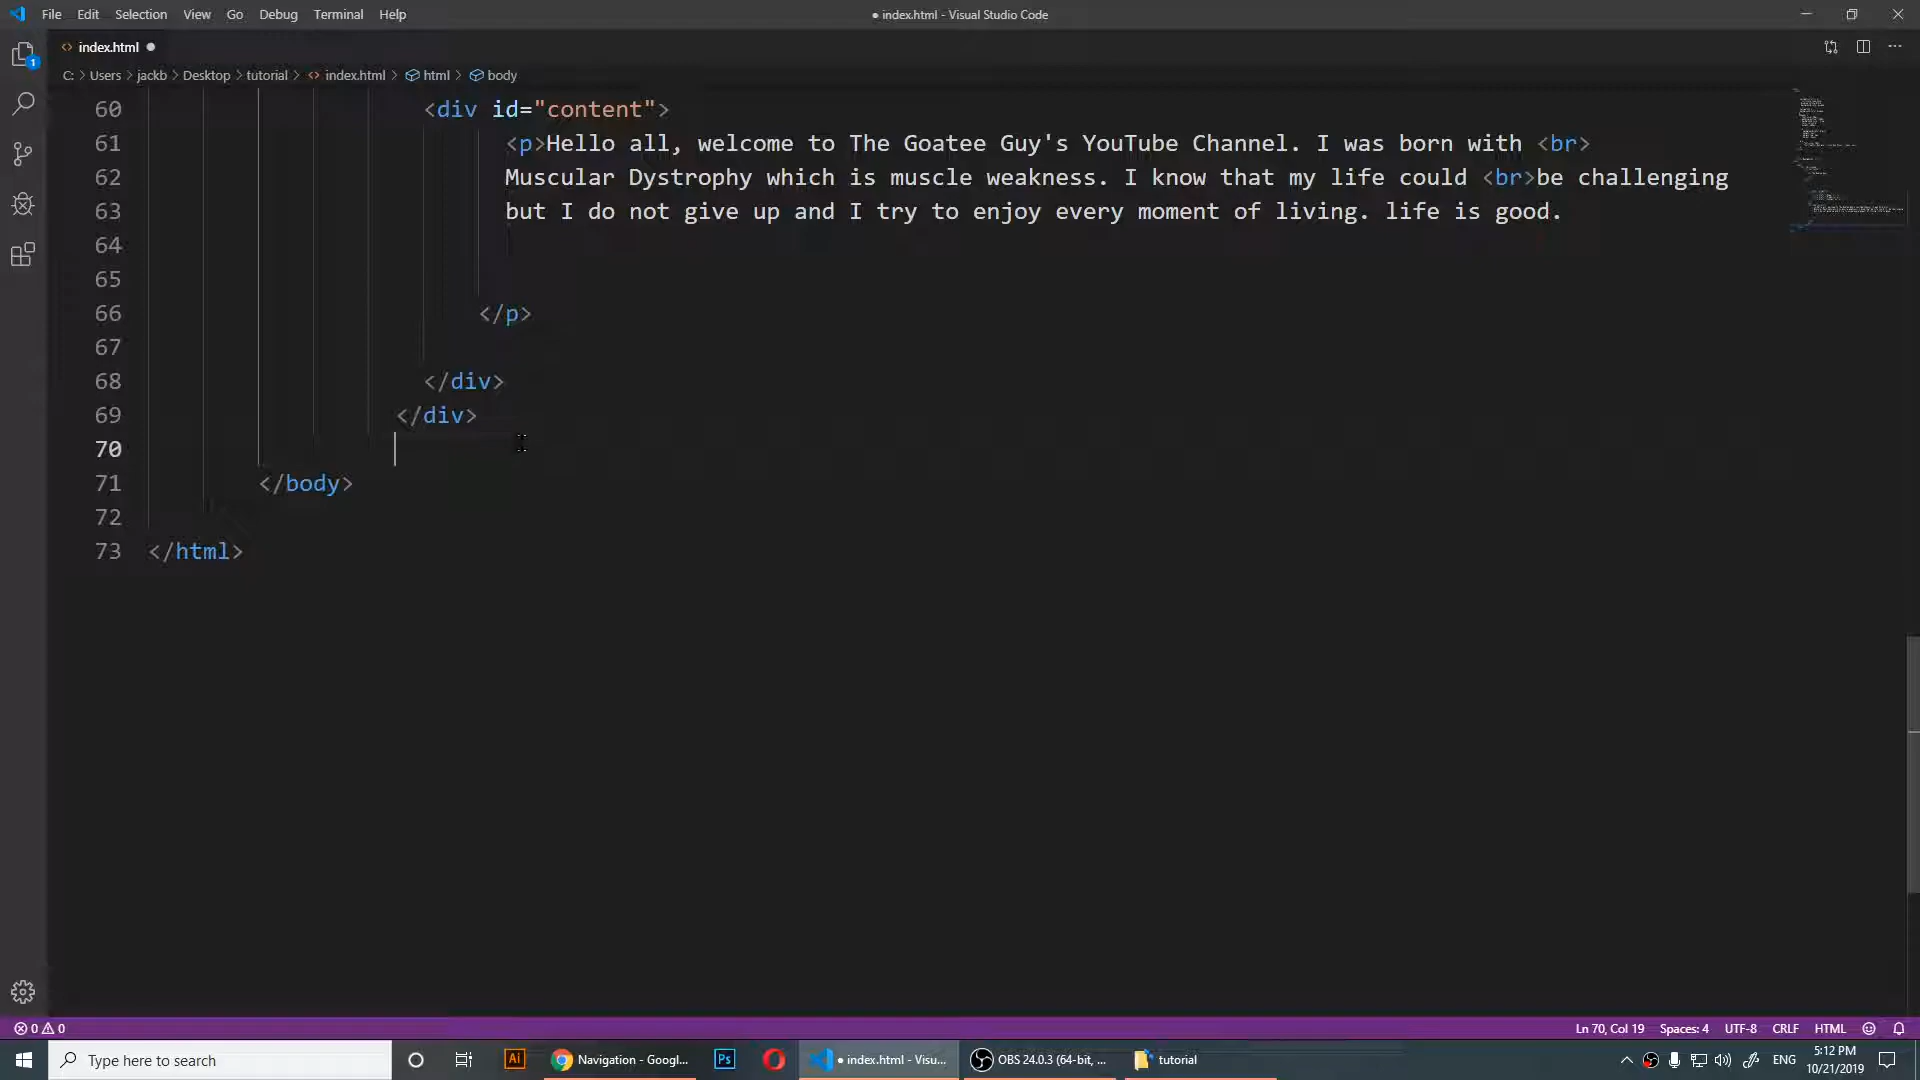 File Edit Selection View Go Debug Terminal Help
● index.html - Visual Studio Code
index.html ●
C: > Users > jackb > Desktop > tutorial > index.html > html > body
1
60 <div id="content">
61 <p>Hello all, welcome to The Goatee Guy's YouTube Channel. I was born with <br>
62 Muscular Dystrophy which is muscle weakness. I know that my life could <br>be challenging
63 but I do not give up and I try to enjoy every moment of living. life is good.
64
65
66 </p>
67
68 </div>
69 </div>
70
71 </body>
72
73 </html>
0 0
Ln 70, Col 19 Spaces: 4 UTF-8 CRLF HTML
Type here to search
Ai
Navigation - Googl...
Ps
● index.html - Visu...
OBS 24.0.3 (64-bit, ...
tutorial
ENG
5:12 PM
10/21/2019